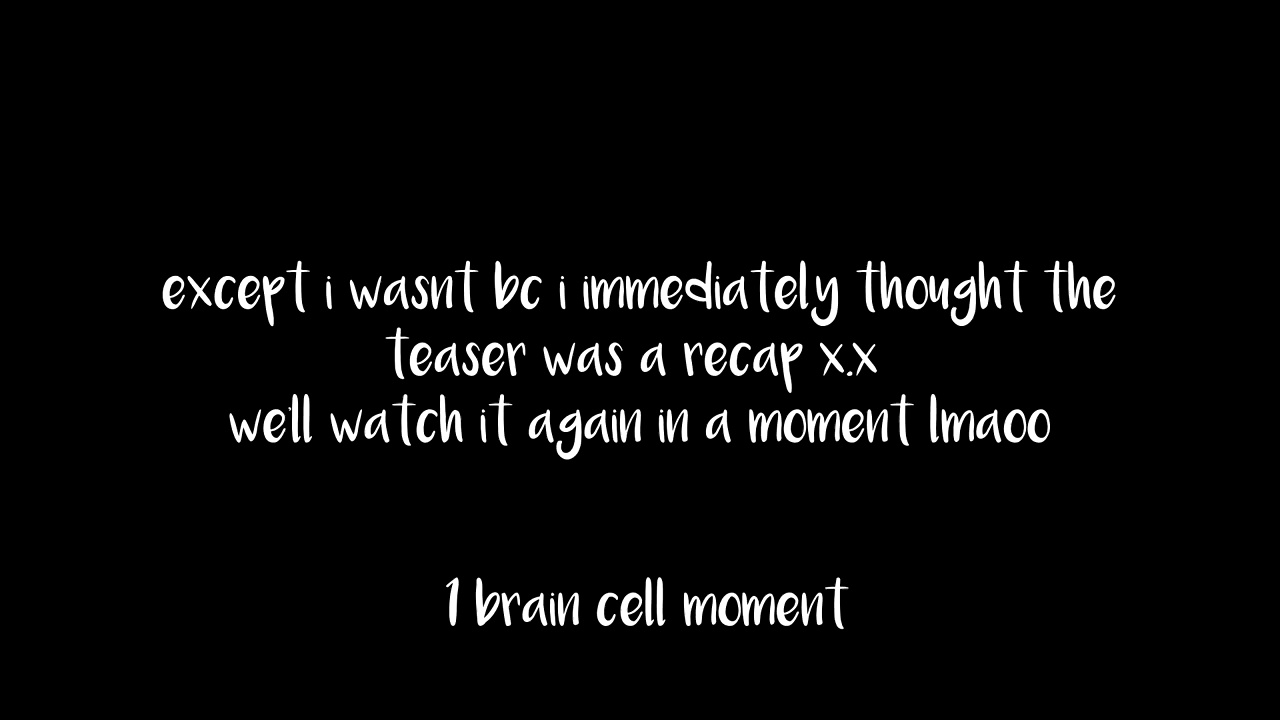 except i wasnt bc i immediately thought the
teaser was a recap x.x
we'll watch it again in a moment lmaoo
1 brain cell moment